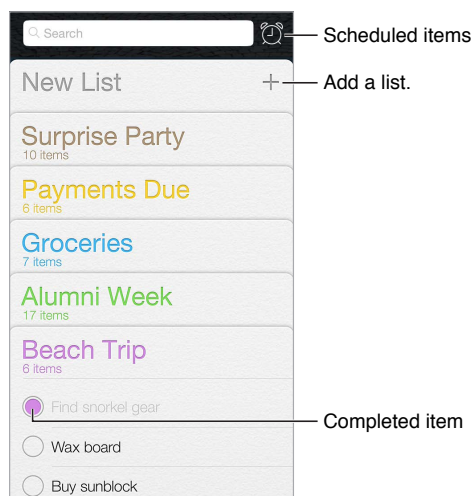 Search
Scheduled items
New List
Add a list.
Surprise Party
10 items
Payments Due
6 items
Groceries
7 items
Alumni Week
17 items
Beach Trip
6 items
Find snorkel gear
Completed item
Wax board
Buy sunblock